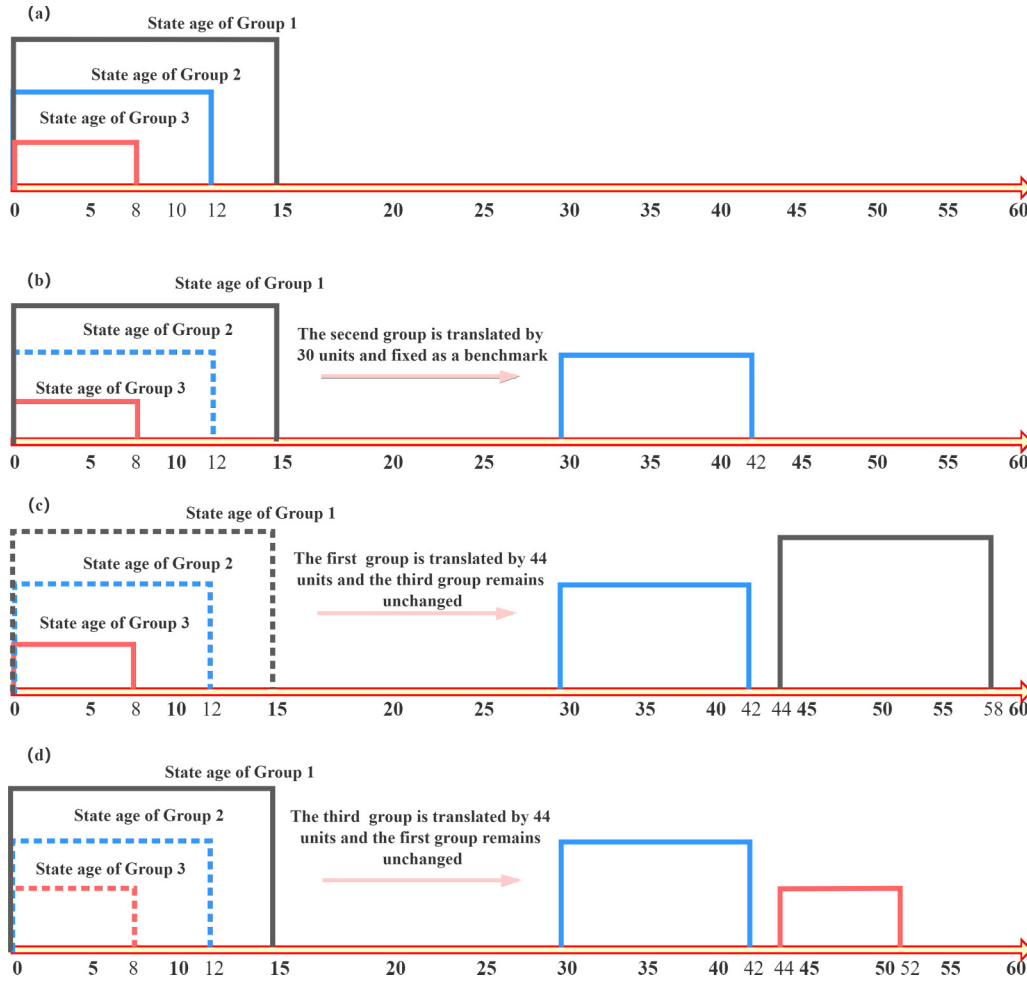 (a)
State age of Group 1
State age of Group 2
State age of Group 3
0 5 8 10 12 15 20 25 30 35 40 45 50 55 60
(b)
State age of Group 1
State age of Group 2
The second group is translated by
30 units and fixed as a benchmark
State age of Group 3
0 5 8 10 12 15 20 25 30 35 40 42 45 50 55 60
(c)
State age of Group 1
State age of Group 2
The first group is translated by 44
units and the third group remains
unchanged
State age of Group 3
0 5 8 10 12 15 20 25 30 35 40 42 44 45 50 55 58 60
(d)
State age of Group 1
State age of Group 2
The third group is translated by 44
units and the first group remains
unchanged
State age of Group 3
0 5 8 10 12 15 20 25 30 35 40 42 44 45 50 52 55 60